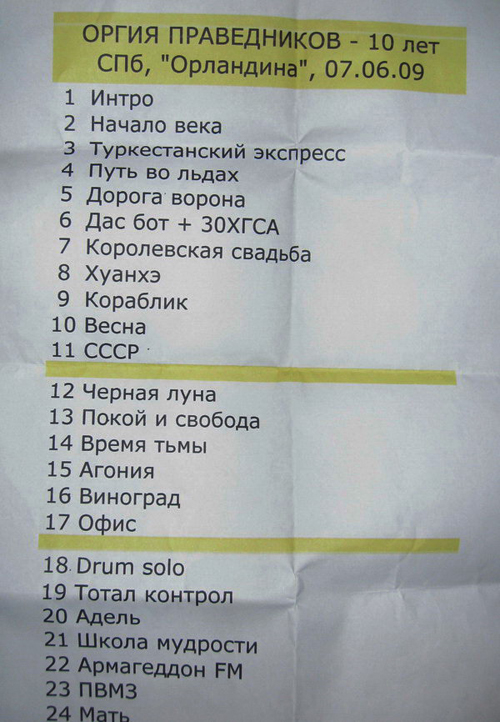 ОРГИЯ ПРАВЕДНИКОВ - 10 лет
СПб, "Орландина", 07.06.09
1 Интро
2 Начало века
3 Туркестанский экспресс
4 Путь во льдах
5 Дорога ворона
6 Дас бот + 30ХГСА
7 Королевская свадьба
8 Хуанхэ
9 Кораблик
10 Весна
11 СССР
12 Черная луна
13 Покой и свобода
14 Время тьмы
15 Агония
16 Виноград
17 Офис
18 Drum solo
19 Тотал контрол
20 Адель
21 Школа мудрости
22 Армагеддон FM
23 ПВМЗ
24 Мать